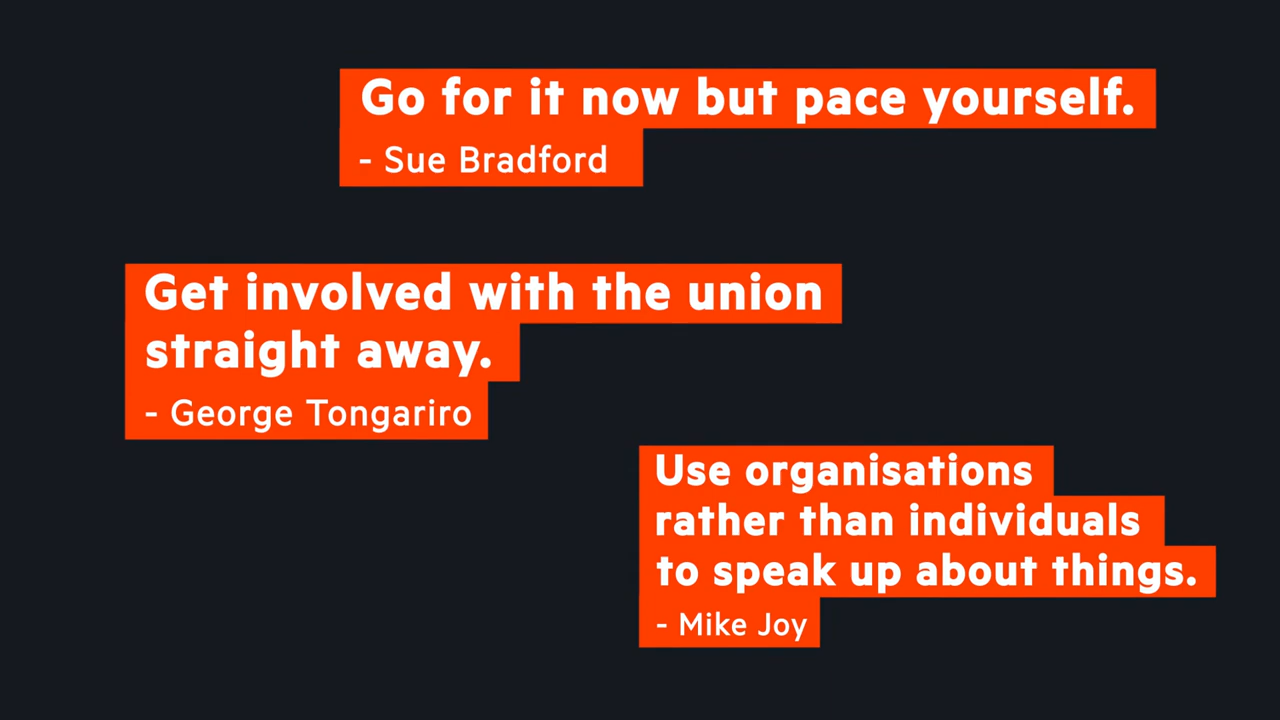 Go for it now but pace yourself.
- Sue Bradford
Get involved with the union
straight away.
- George Tongariro
Use organisations
rather than individuals
to speak up about things.
- Mike Joy